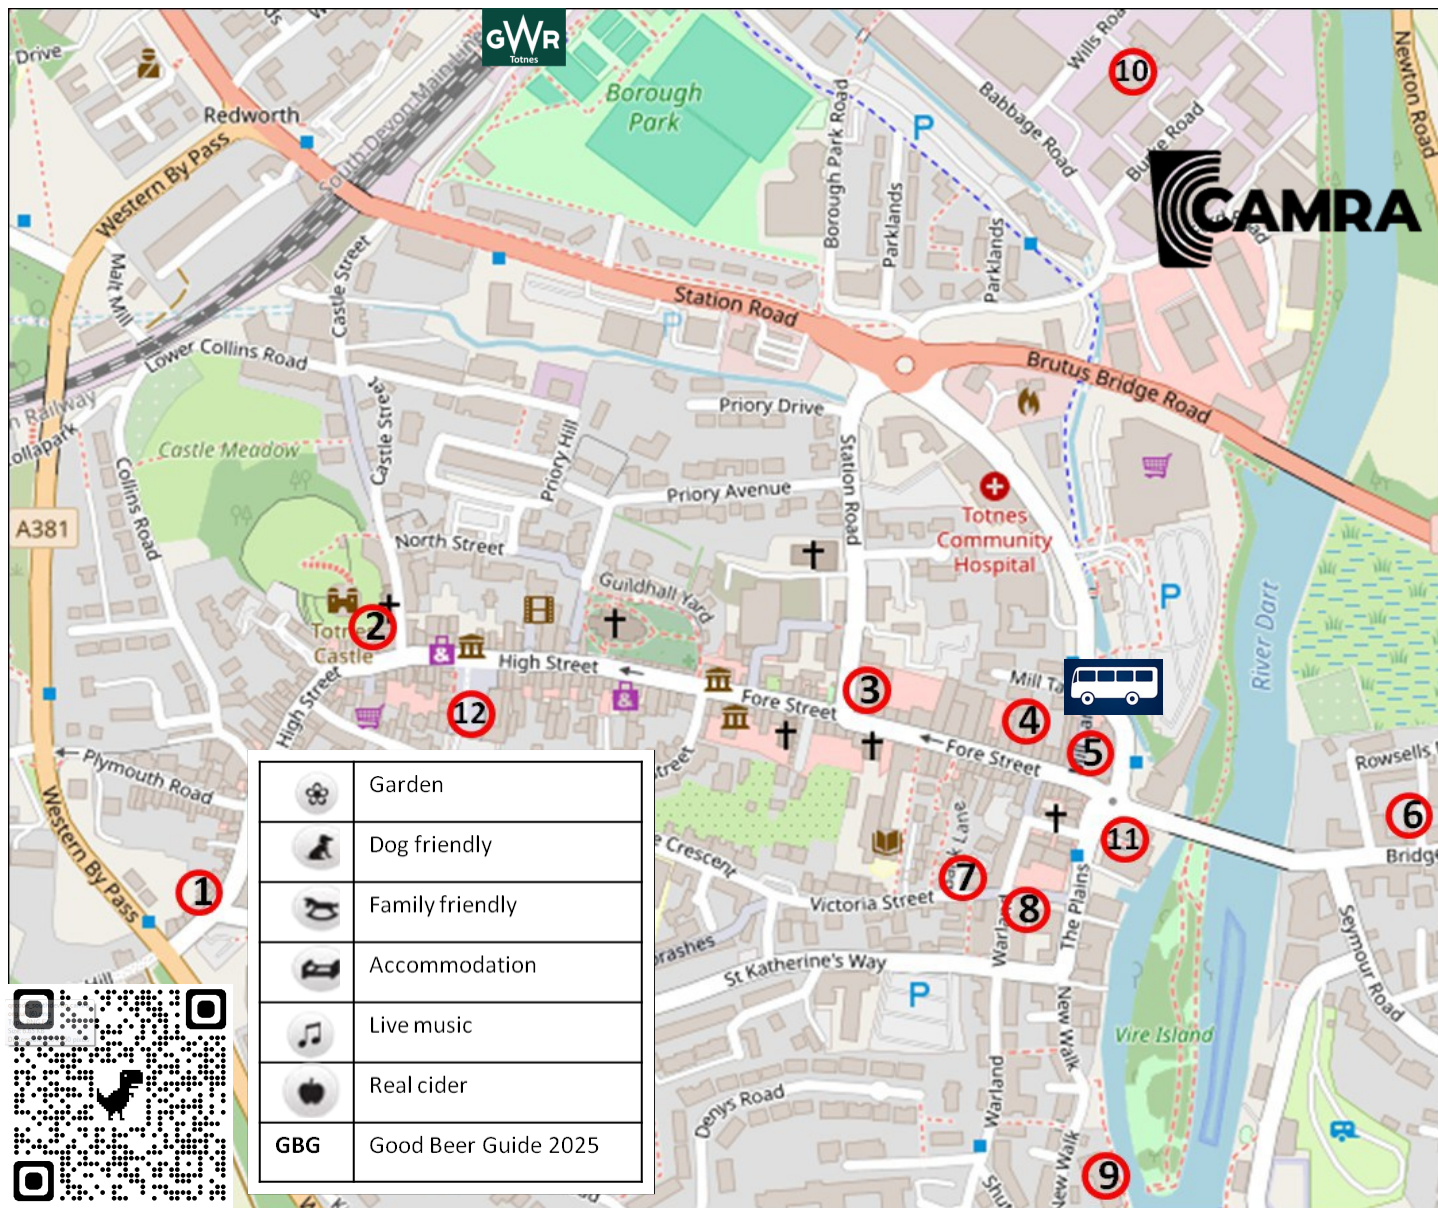 GWR
Totnes
Drive
Redworth
Western By Pass
South Devon Main Line
Borough
Park
Borough Park Road
Parklands
Parklands
Babbage Road
Wills Road
10
Burke Road
CAMRA
Newton Road
Malt Mill
Castle Street
Station Road
P
P
Lower Collins Road
Brutus Bridge Road
Priory Drive
Castle Meadow
Castle Street
Collins Road
Priory Hill
Station Road
Priory Avenue
A381
North Street
Totnes
Community
Hospital
Guildhall Yard
P
River Dart
2
Totnes
Castle
High Street
High Street
&
&
12
Fore Street
3
Mill Ta
4
5
Fore Street
Plymouth Road
Western By Pass
1
Rowsells
6
Bridge
11
7
8
e Crescent
Victoria Street
Warland
The Plains
St Katherine's Way
P
Seymour Road
New Walk
Vire Island
Denys Road
Warland
New Walk
9
Shut
Garden
Dog friendly
Family friendly
Accommodation
Live music
Real cider
GBG Good Beer Guide 2025